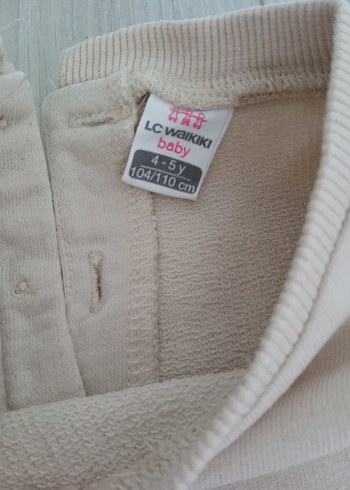 LC WAIKIKI
baby
4 - 5 y
104/110 cm